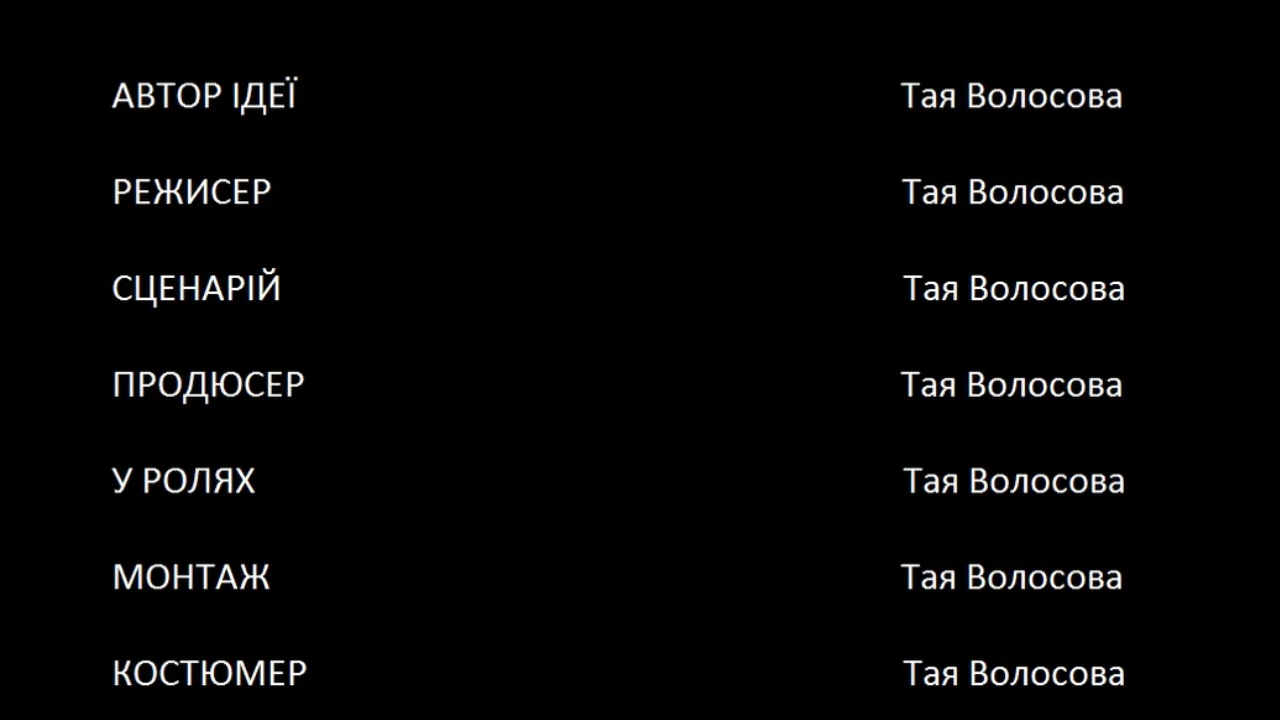 АВТОР ІДЕЇ Тая Волосова
РЕЖИСЕР Тая Волосова
СЦЕНАРІЙ Тая Волосова
ПРОДЮСЕР Тая Волосова
У РОЛЯХ Тая Волосова
МОНТАЖ Тая Волосова
КОСТЮМЕР Тая Волосова